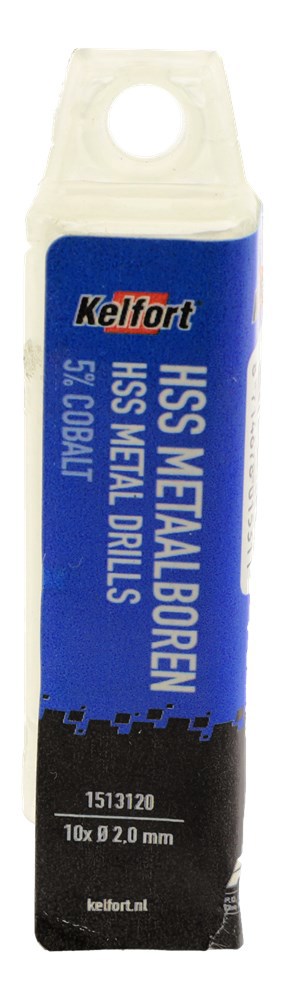 Kelfort
HSS METAALBOREN
HSS METAL DRILLS
5% COBALT
1513120
10x Ø 2,0 mm
kelfort.nl